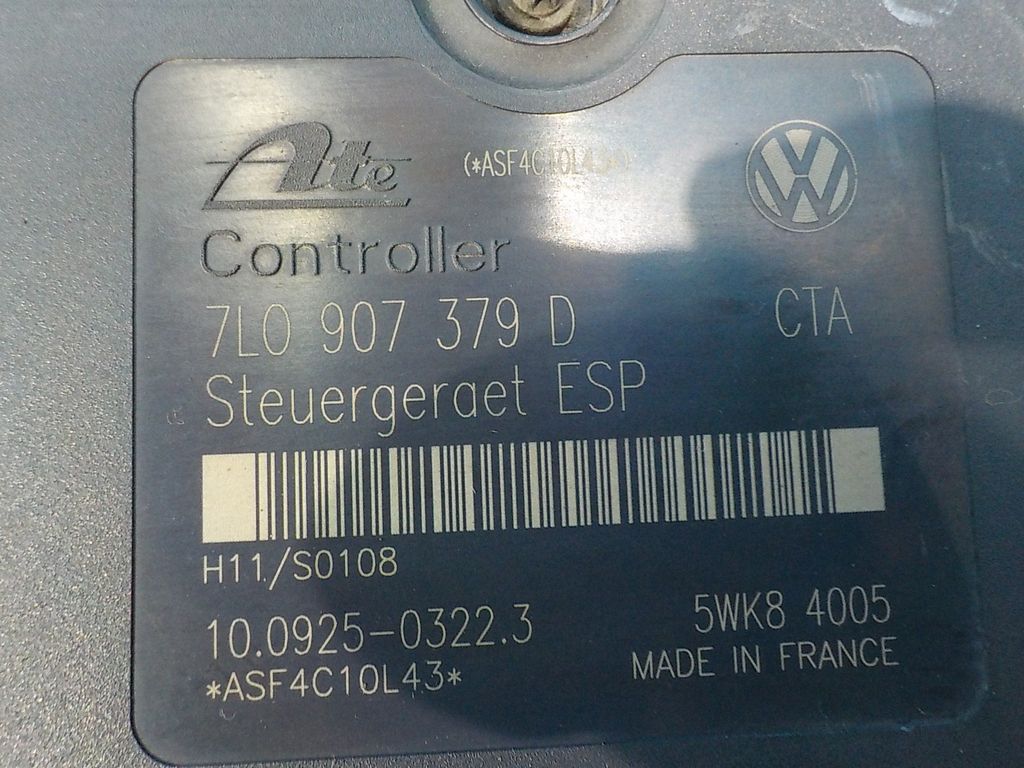 Ate (*ASF4C10L43*)
Controller
7L0 907 379 D CTA
Steuergeraet ESP
H11/S0108
10.0925-0322.3 5WK8 4005
*ASF4C10L43* MADE IN FRANCE